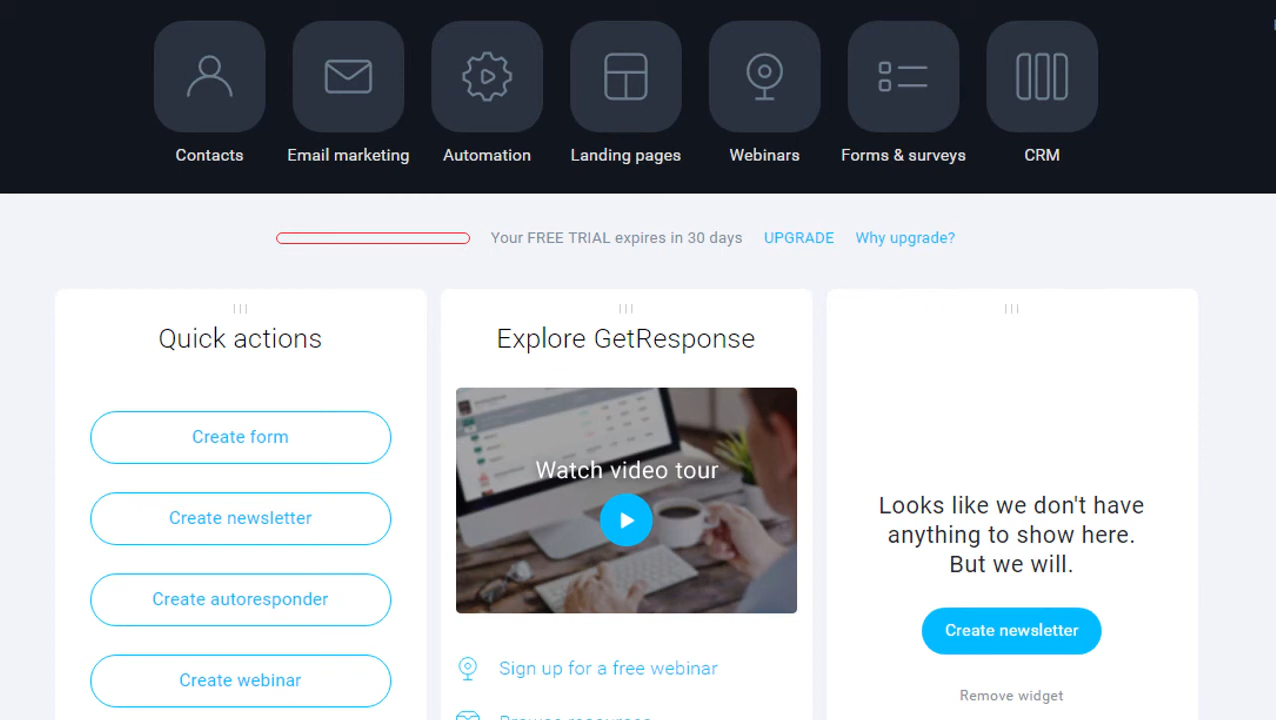 Contacts
Email marketing
Automation
Landing pages
Webinars
Forms & surveys
CRM
Your FREE TRIAL expires in 30 days
UPGRADE
Why upgrade?
Quick actions
Create form
Create newsletter
Create autoresponder
Create webinar
Explore GetResponse
Watch video tour
Sign up for a free webinar
Browse resources
Looks like we don't have
anything to show here.
But we will.
Create newsletter
Remove widget